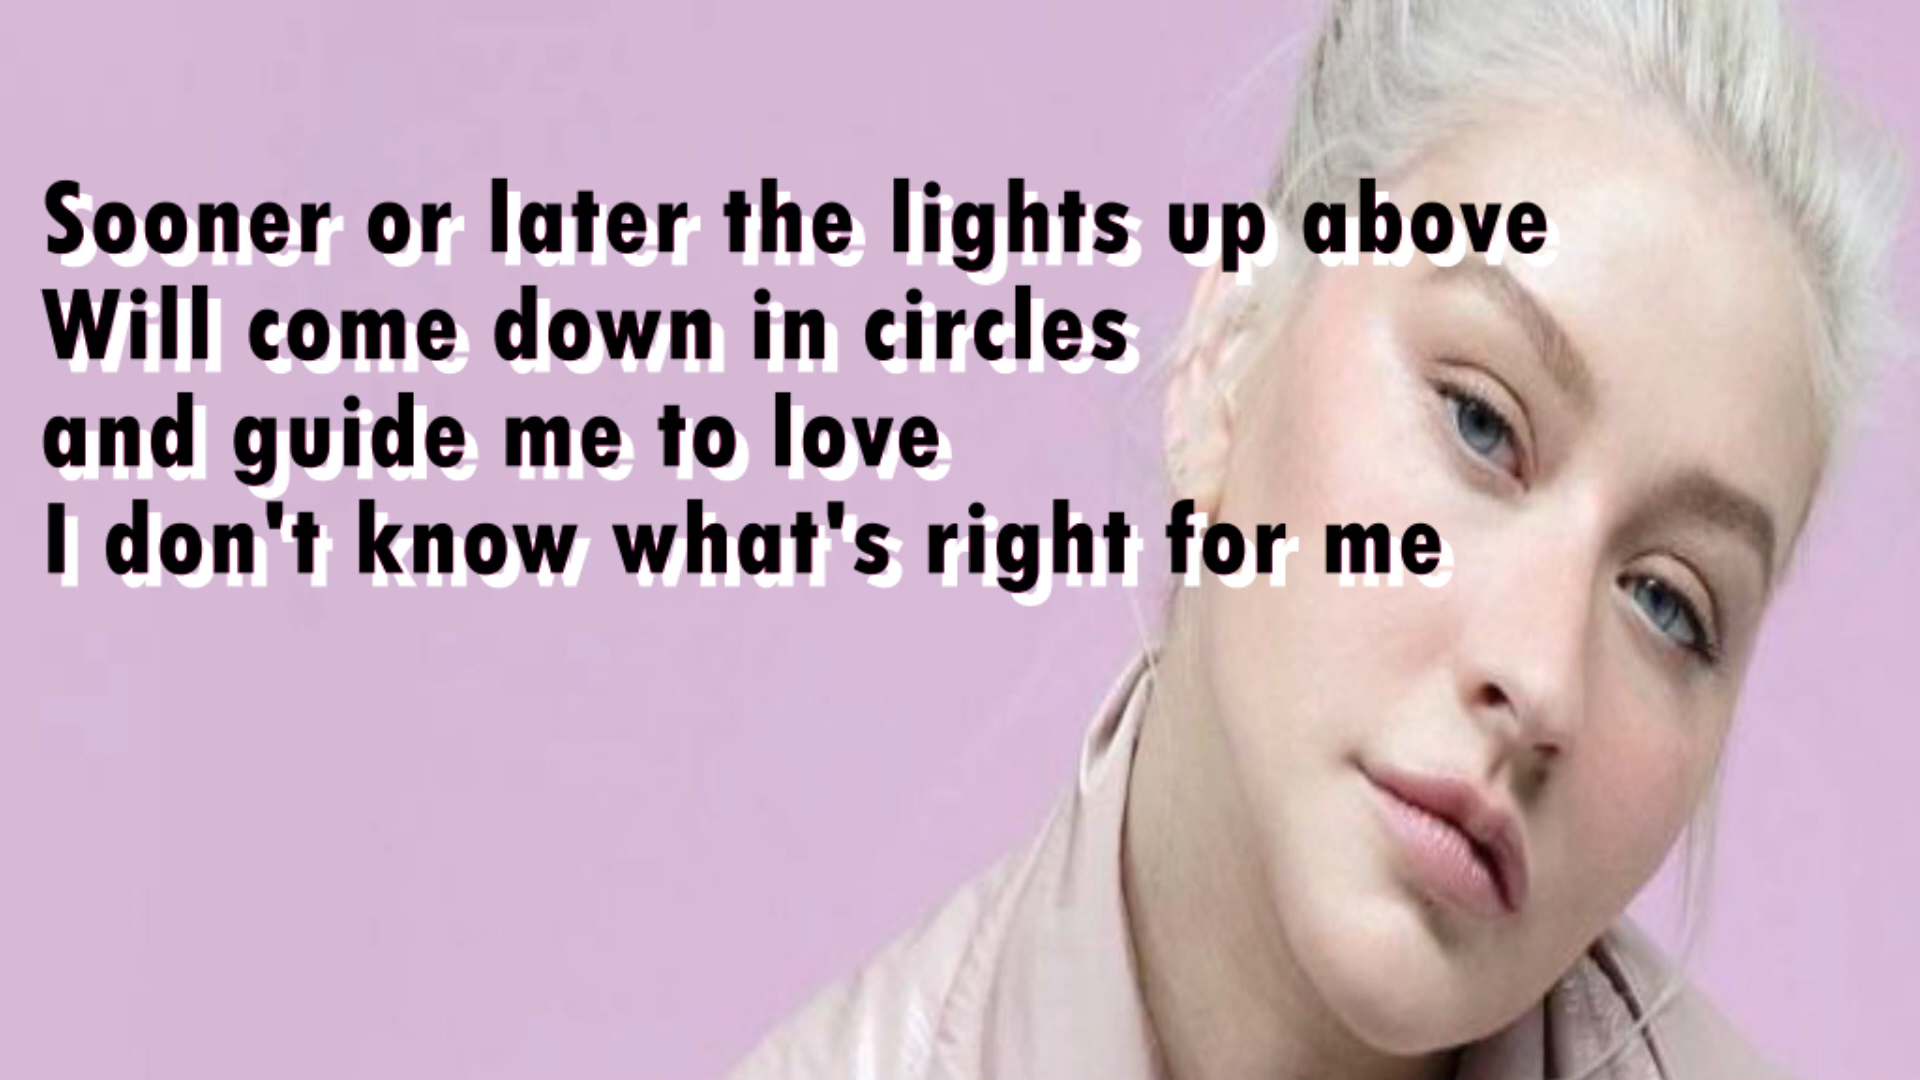 Sooner or later the lights up above
Will come down in circles
and guide me to love
I don't know what's right for me